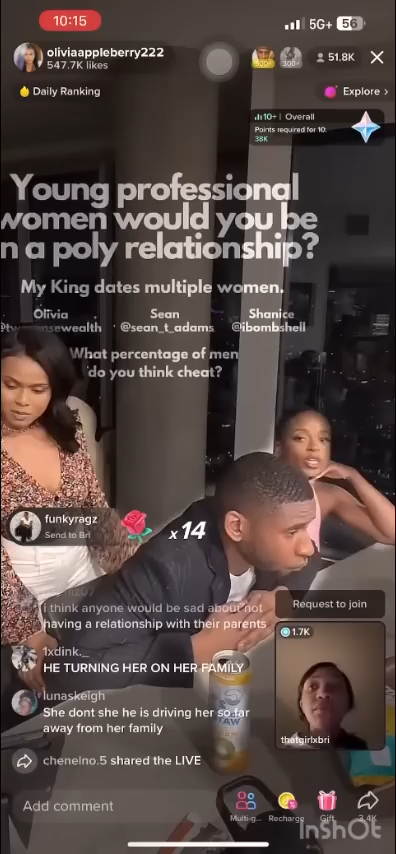 10:15
5G+ 56
oliviaappleberry222
547.7K likes
300+
51.8K
Daily Ranking
Explore >
10+ | Overall
Points required for 10:
38K
Young professional
women would you be
n a poly relationship?
My King dates multiple women.
Olivia Sean Shanice
@sean_t_adams @ibombshell
What percentage of men
do you think cheat?
funkyragz
Send to Bri
x14
i think anyone would be sad about not
having a relationship with their parents
1xdink._
HE TURNING HER ON HER FAMILY
lunaskeigh
She dont she he is driving her so far
away from her family
chenelno.5 shared the LIVE
Request to join
1.7K
thatgirlxbri
Add comment
Multi-g... Recharge Gift 3.4K
InShOt